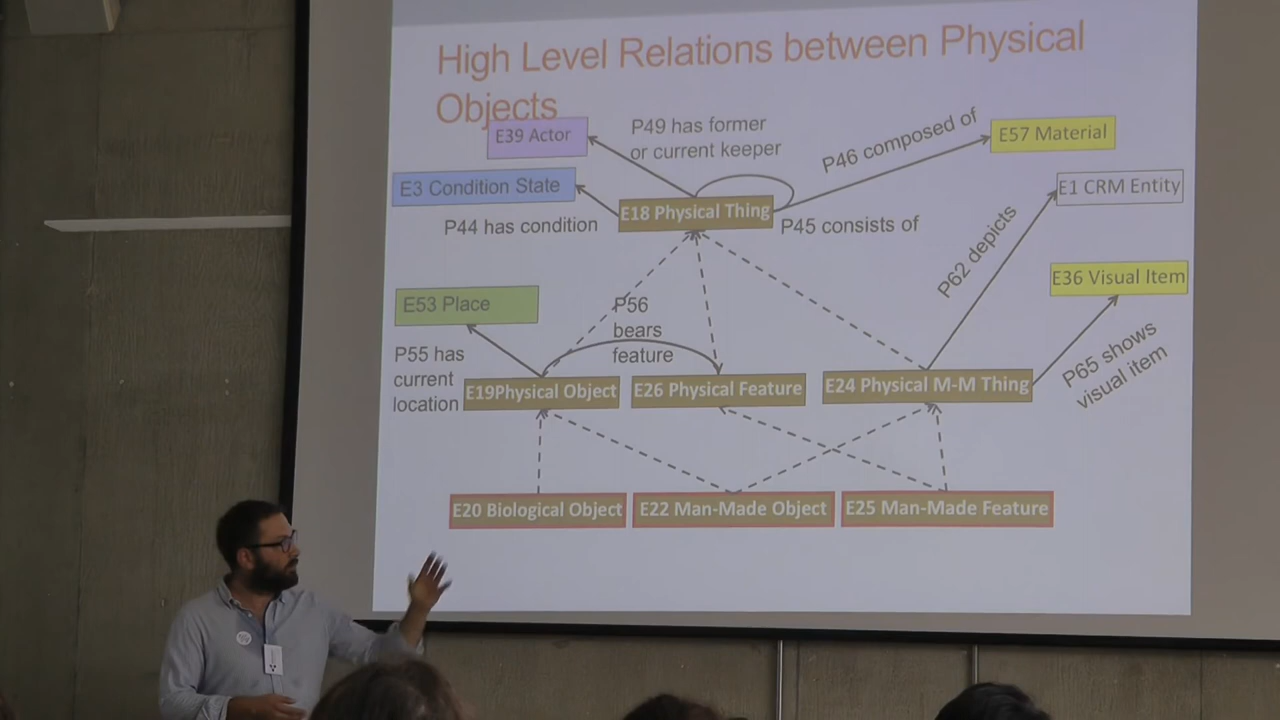 High Level Relations between Physical
Objects
E39 Actor
P49 has former
or current keeper
P46 composed of
E57 Material
E3 Condition State
E18 Physical Thing
E1 CRM Entity
P44 has condition
P45 consists of
P62 depicts
E36 Visual Item
E53 Place
P56
bears
feature
P55 has
current
location
P65 shows
visual item
E19Physical Object
E26 Physical Feature
E24 Physical M-M Thing
E20 Biological Object
E22 Man-Made Object
E25 Man-Made Feature